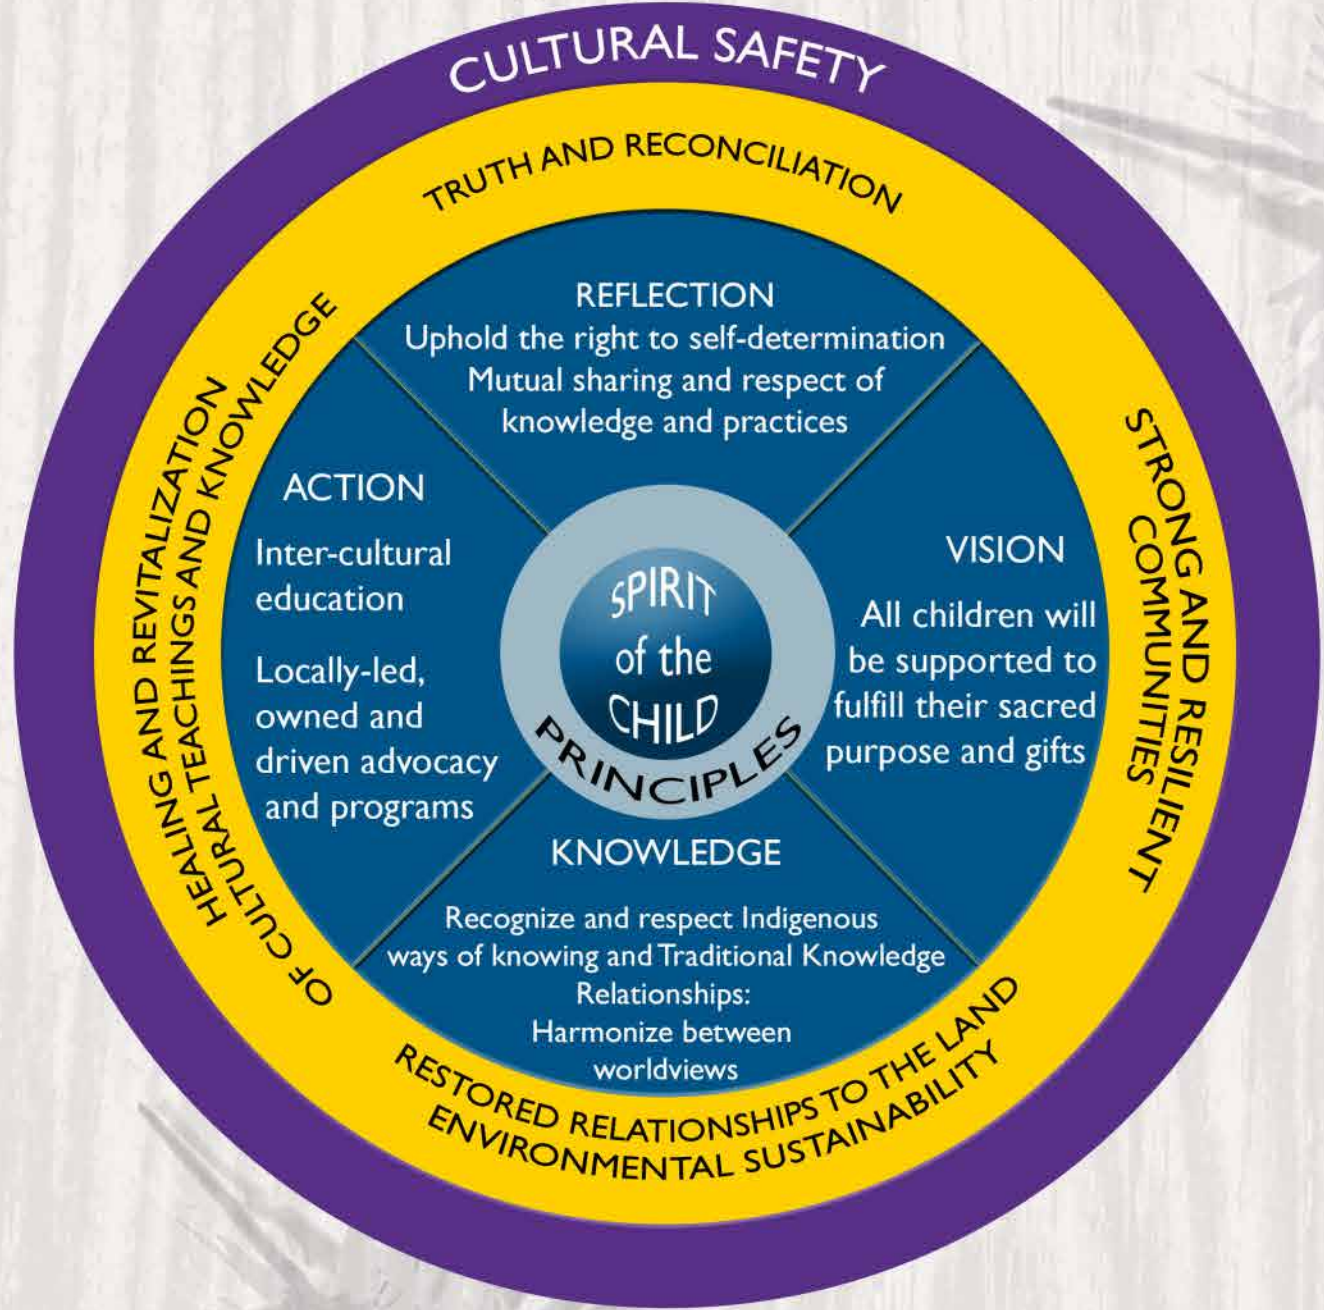 CULTURAL SAFETY
TRUTH AND RECONCILIATION
STRONG AND RESILIENT
COMMUNITIES
RESTORED RELATIONSHIPS TO THE LAND
ENVIRONMENTAL SUSTAINABILITY
HEALING AND REVITALIZATION
OF CULTURAL TEACHINGS AND KNOWLEDGE
REFLECTION
Uphold the right to self-determination
Mutual sharing and respect of
knowledge and practices
VISION
All children will
be supported to
fulfill their sacred
purpose and gifts
KNOWLEDGE
Recognize and respect Indigenous
ways of knowing and Traditional Knowledge
Relationships:
Harmonize between
worldviews
ACTION
Inter-cultural
education
Locally-led,
owned and
driven advocacy
and programs
SPIRIT
of the
CHILD
PRINCIPLES